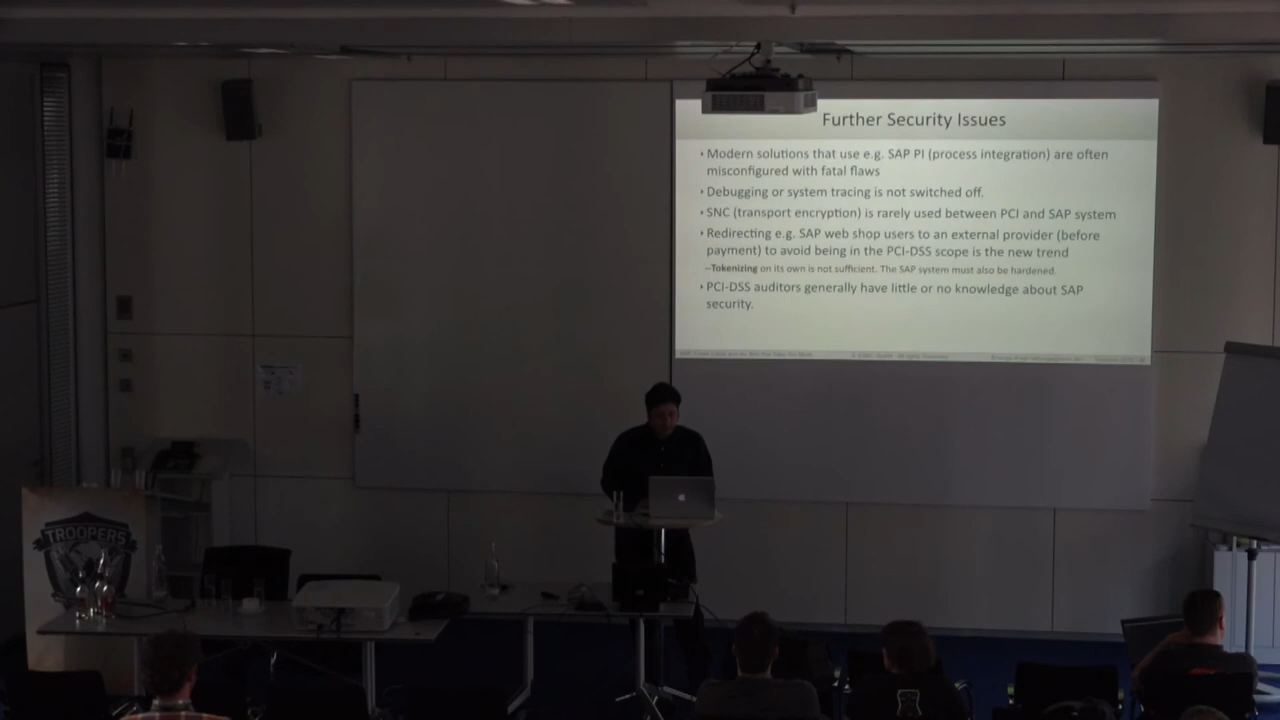 Further Security Issues
• Modern solutions that use e.g. SAP PI (process integration) are often
misconfigured with fatal flaws
• Debugging or system tracing is not switched off.
• SNC (transport encryption) is rarely used between PCI and SAP system
• Redirecting e.g. SAP web shop users to an external provider (before
payment) to avoid being in the PCI-DSS scope is the new trend
–Tokenizing on its own is not sufficient. The SAP system must also be hardened.
• PCI-DSS auditors generally have little or no knowledge about SAP
security.
TROOPERS